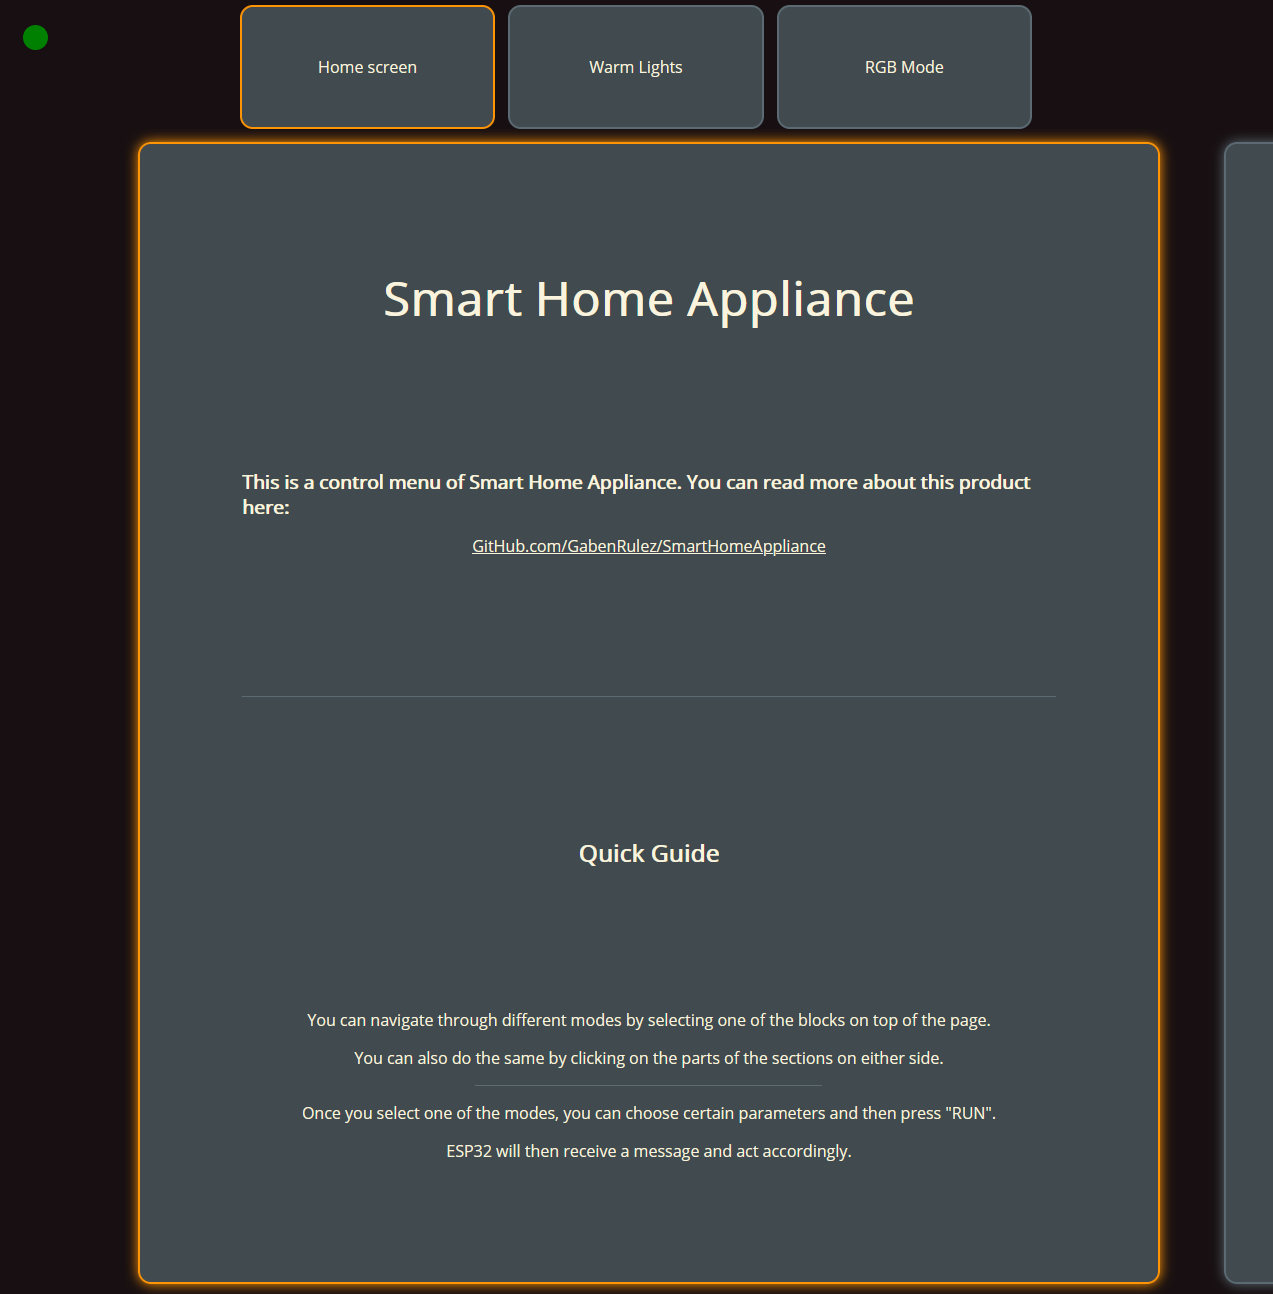 Home screen
Warm Lights
RGB Mode
Smart Home Appliance
This is a control menu of Smart Home Appliance. You can read more about this product
here:
GitHub.com/GabenRulez/SmartHomeAppliance
Quick Guide
You can navigate through different modes by selecting one of the blocks on top of the page.
You can also do the same by clicking on the parts of the sections on either side.
Once you select one of the modes, you can choose certain parameters and then press "RUN".
ESP32 will then receive a message and act accordingly.